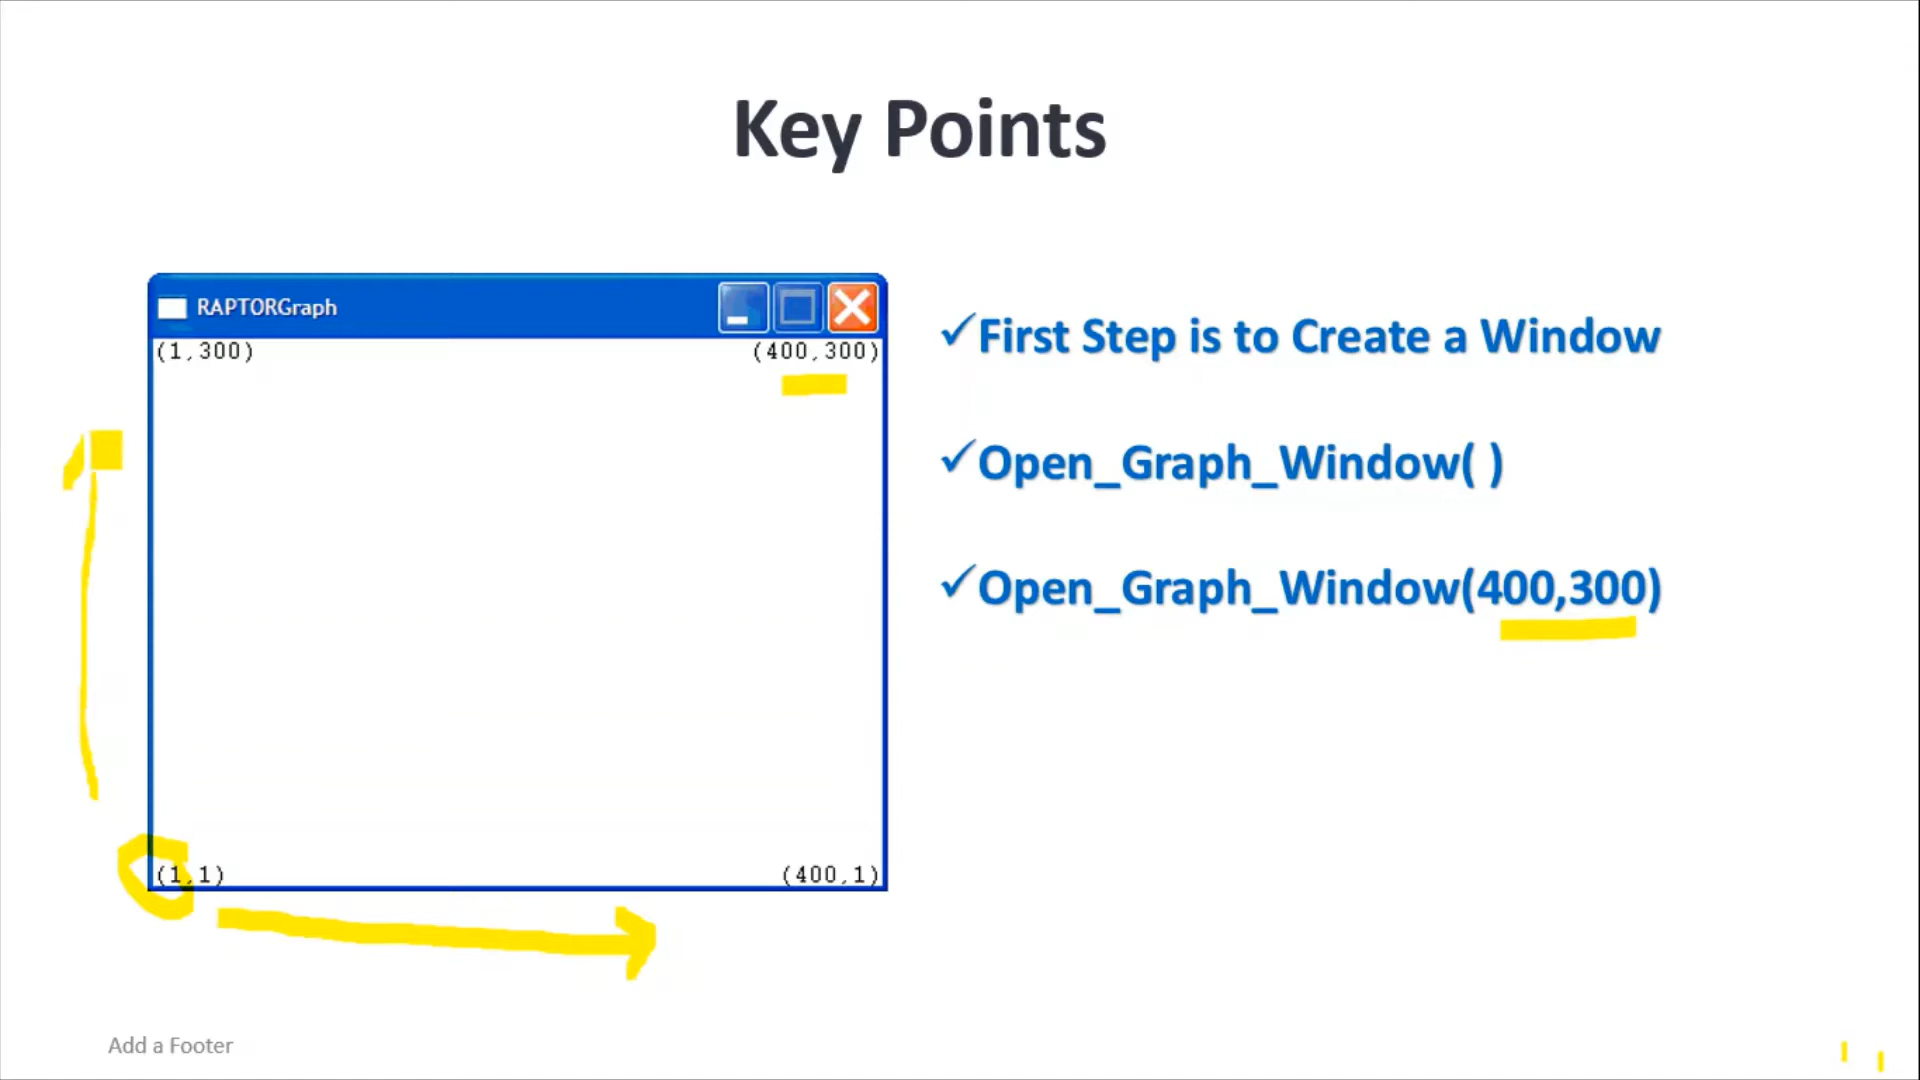 Key Points
RAPTORGraph
(1,300)
(400,300)
(1,1)
(400,1)
✓First Step is to Create a Window
✓Open_Graph_Window( )
✓Open_Graph_Window(400,300)
Add a Footer